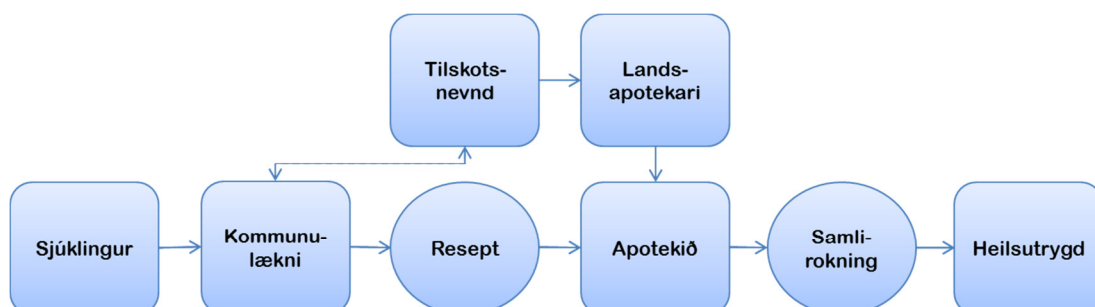 Tilskots-
nevnd
Lands-
apotekari
Sjúklingur
Kommunu-
lækni
Resept
Apotekið
Samli-
rokning
Heilsutrygd